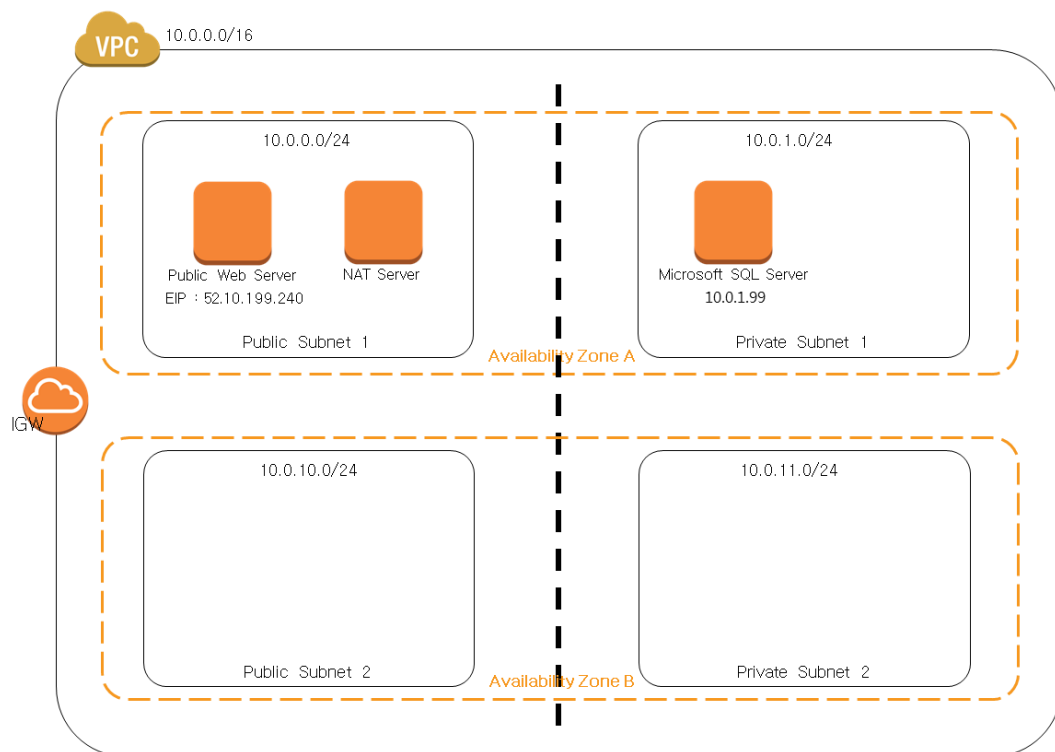 VPC
10.0.0.0/16
10.0.0.0/24
10.0.1.0/24
Public Web Server
EIP : 52.10.199.240
NAT Server
Microsoft SQL Server
10.0.1.99
Public Subnet 1
Private Subnet 1
Availability Zone A
IGW
10.0.10.0/24
10.0.11.0/24
Public Subnet 2
Private Subnet 2
Availability Zone B